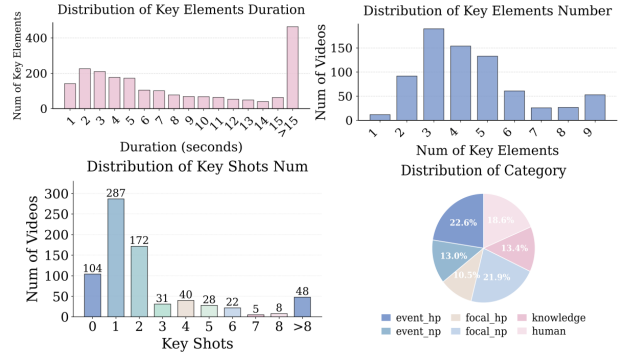 Distribution of Key Elements Duration
Num of Key Elements
400
200
0
1 2 3 4 5 6 7 8 9 10 11 12 13 14 15 >15
Duration (seconds)
Distribution of Key Elements Number
Num of Videos
150
100
50
0
1 2 3 4 5 6 7 8 9
Num of Key Elements
Distribution of Key Shots Num
Num of Videos
300
250
200
150
100
50
0
104 287 172 31 40 28 22 5 8 48
0 1 2 3 4 5 6 7 8 >8
Key Shots
Distribution of Category
22.6% 18.6%
13.0% 13.4%
10.5% 21.9%
event_hp focal_hp knowledge
event_np focal_np human